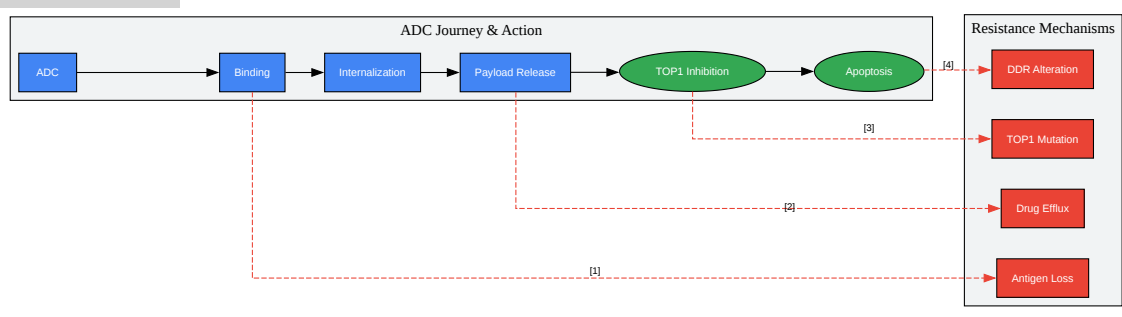 ADC Journey & Action
Resistance Mechanisms
ADC
Binding
Internalization
Payload Release
TOP1 Inhibition
Apoptosis
[4]
DDR Alteration
[3]
TOP1 Mutation
[2]
Drug Efflux
[1]
Antigen Loss